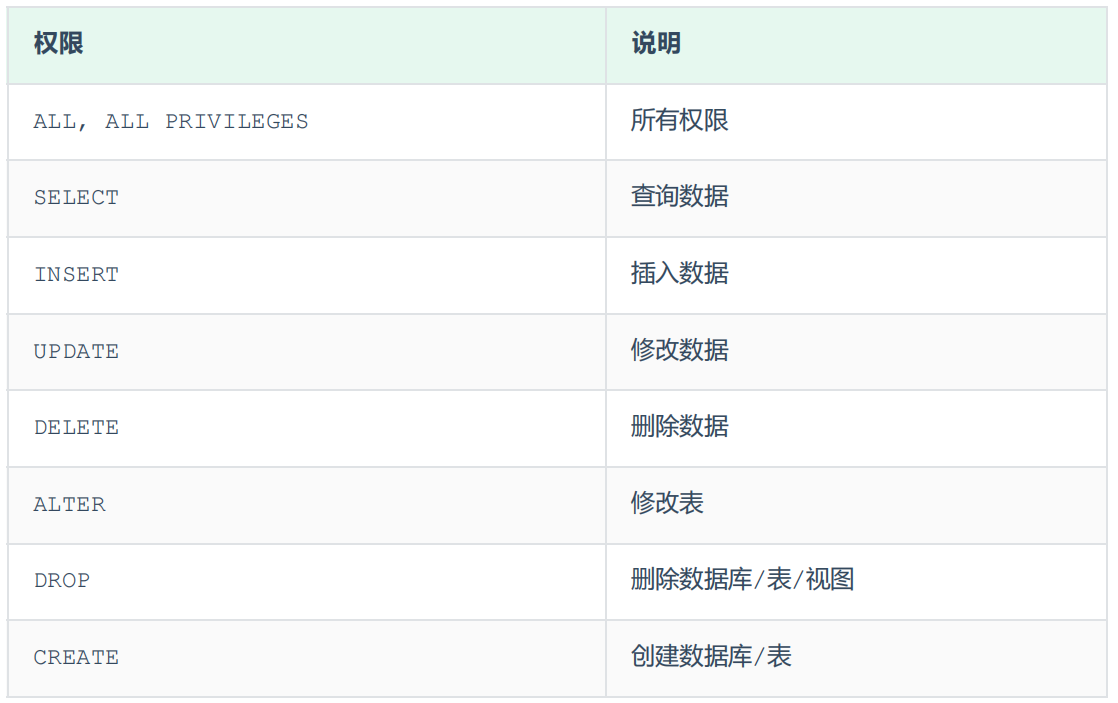 权限 说明
ALL, ALL PRIVILEGES 所有权限
SELECT 查询数据
INSERT 插入数据
UPDATE 修改数据
DELETE 删除数据
ALTER 修改表
DROP 删除数据库/表/视图
CREATE 创建数据库/表